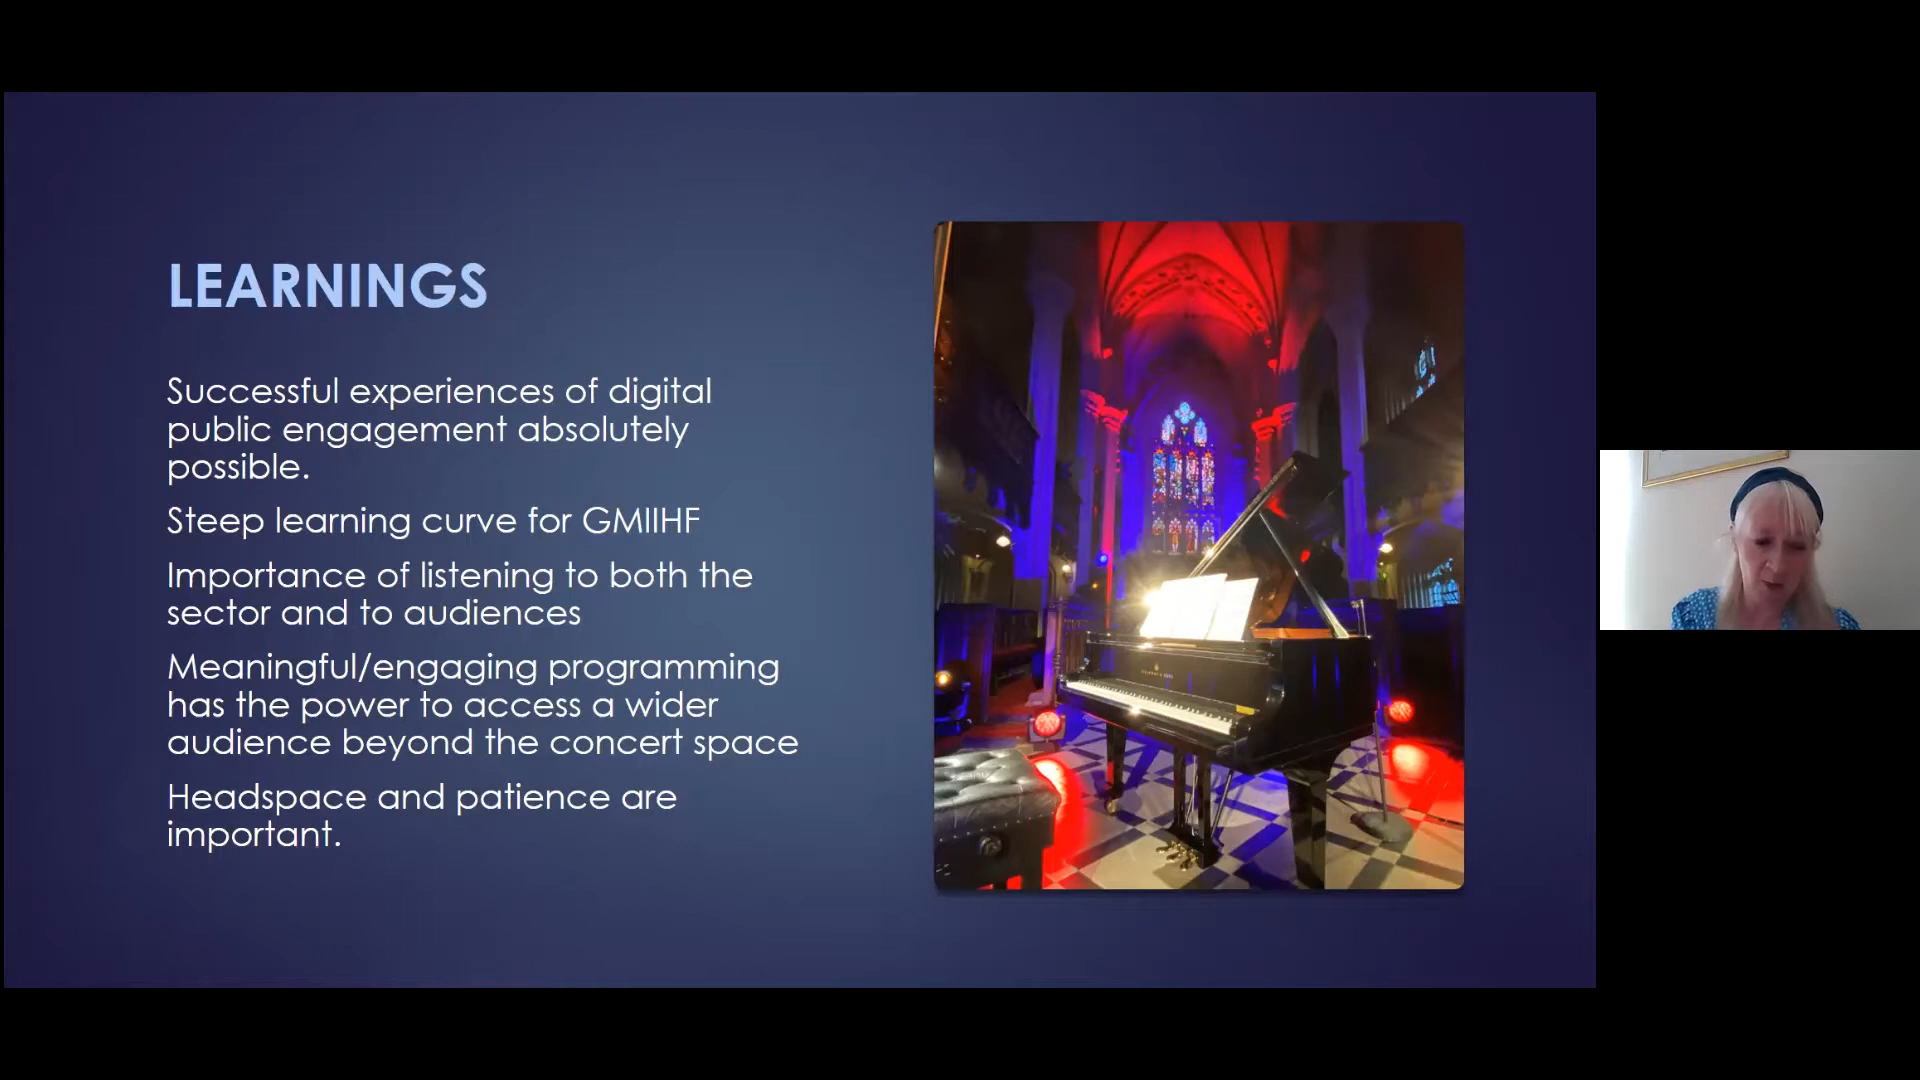 LEARNINGS
Successful experiences of digital
public engagement absolutely
possible.
Steep learning curve for GMIIHF
Importance of listening to both the
sector and to audiences
Meaningful/engaging programming
has the power to access a wider
audience beyond the concert space
Headspace and patience are
important.